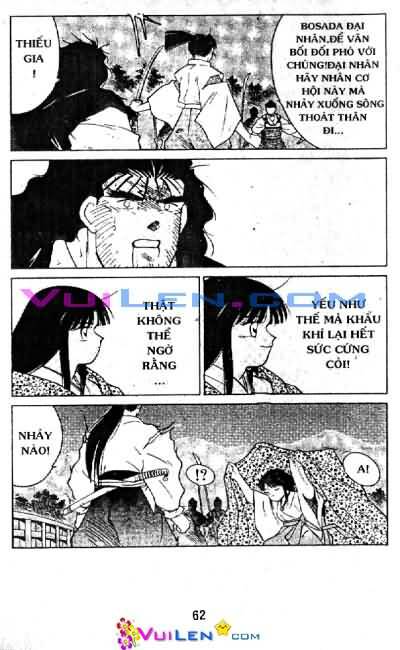 THIẾU
GIA
!
BOSADA ĐẠI
NHÂN,ĐỂ VĂN
BỐI ĐỐI PHÓ VỚI
CHÚNG!ĐẠI NHÂN
HÃY NHÂN CƠ
HỘI NÀY MÀ
NHẢY XUỐNG SÔNG
THOÁT THÂN
ĐI...
THẬT
KHÔNG
THỂ
NGỜ
RẰNG
...
YẾU NHƯ
THẾ MÀ KHẨU
KHÍ LẠI HẾT
SỨC CỨNG
CỎI!
VUILEN.COM
NHẢY
NÀO!
!?
A!
62
VUILEN.COM